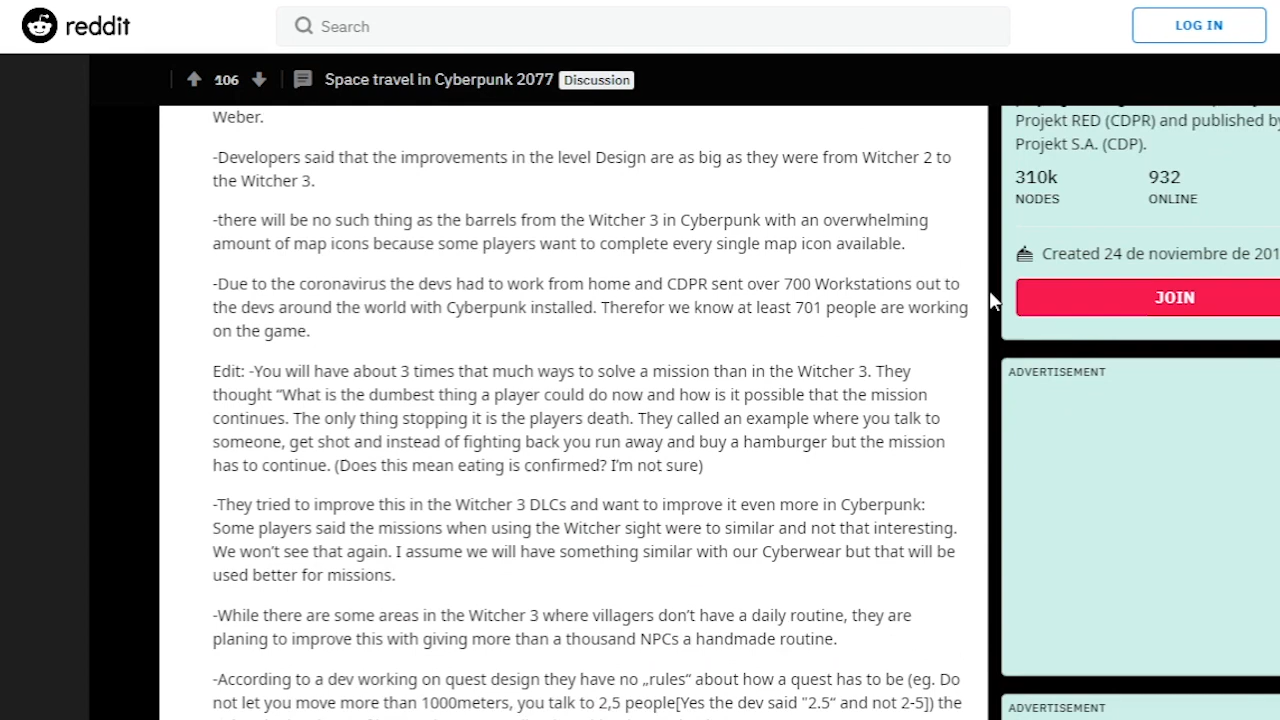 reddit
Search
LOG IN
106
Space travel in Cyberpunk 2077
Discussion
Weber.
-Developers said that the improvements in the level Design are as big as they were from Witcher 2 to
the Witcher 3.
-there will be no such thing as the barrels from the Witcher 3 in Cyberpunk with an overwhelming
amount of map icons because some players want to complete every single map icon available.
-Due to the coronavirus the devs had to work from home and CDPR sent over 700 Workstations out to
the devs around the world with Cyberpunk installed. Therefor we know at least 701 people are working
on the game.
Edit: -You will have about 3 times that much ways to solve a mission than in the Witcher 3. They
thought “What is the dumbest thing a player could do now and how is it possible that the mission
continues. The only thing stopping it is the players death. They called an example where you talk to
someone, get shot and instead of fighting back you run away and buy a hamburger but the mission
has to continue. (Does this mean eating is confirmed? I’m not sure)
-They tried to improve this in the Witcher 3 DLCs and want to improve it even more in Cyberpunk:
Some players said the missions when using the Witcher sight were to similar and not that interesting.
We won’t see that again. I assume we will have something similar with our Cyberwear but that will be
used better for missions.
-While there are some areas in the Witcher 3 where villagers don’t have a daily routine, they are
planing to improve this with giving more than a thousand NPCs a handmade routine.
-According to a dev working on quest design they have no „rules“ about how a quest has to be (eg. Do
not let you move more than 1000meters, you talk to 2,5 people[Yes the dev said "2.5“ and not 2-5]) the
Projekt RED (CDPR) and published by
Projekt S.A. (CDP).
310k
932
NODES
ONLINE
Created 24 de noviembre de 201
JOIN
ADVERTISEMENT
ADVERTISEMENT